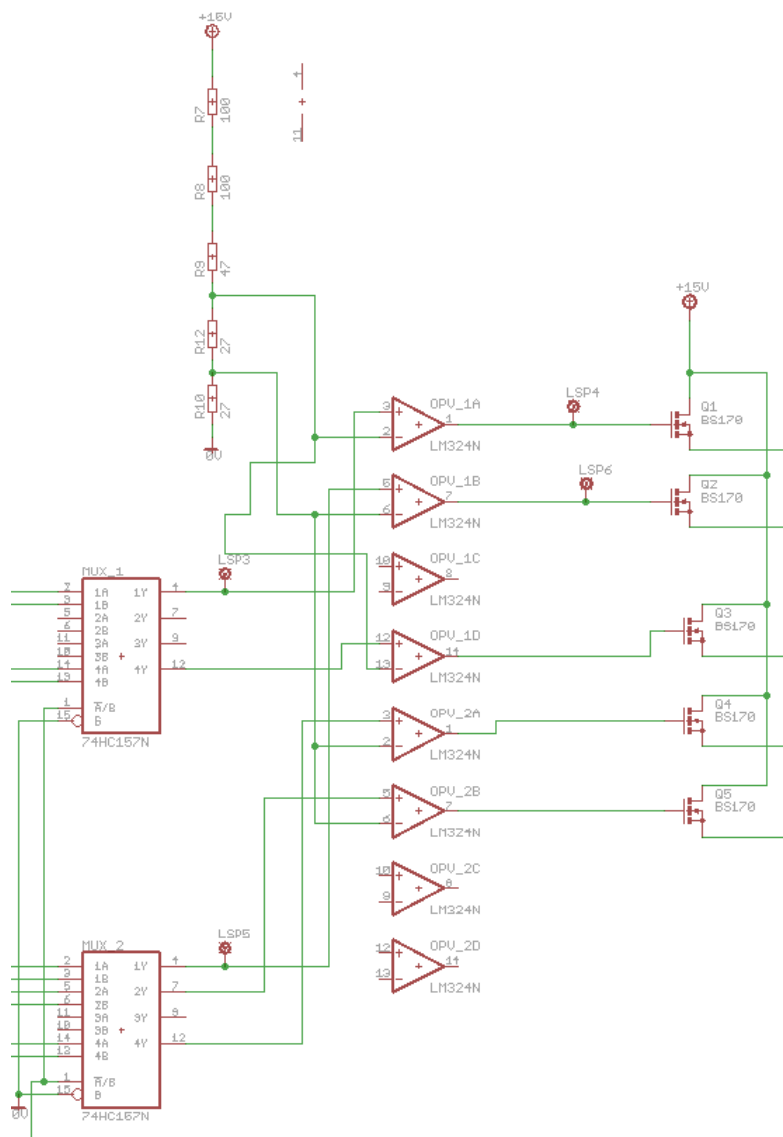 +15V
R7
100
4
11
R8
100
R9
47
R12
27
R10
27
0V
+15V
LSP4
Q1
BS170
OPV_1A
3
2
1
LM324N
LSP6
Q2
BS170
OPV_1B
5
6
7
LM324N
OPV_1C
10
9
8
LM324N
LSP3
MUX_1
2 1A 1Y 4
3 1B
5 2A 2Y 7
6 2B
11 3A 3Y 9
10 3B
14 4A 4Y 12
13 4B
1 A/B
15 G
74HC157N
OPV_1D
12
13
14
LM324N
Q3
BS170
OPV_2A
3
2
1
LM324N
Q4
BS170
OPV_2B
5
6
7
LM324N
Q5
BS170
OPV_2C
10
9
8
LM324N
LSP5
MUX_2
2 1A 1Y 4
3 1B
5 2A 2Y 7
6 2B
11 3A 3Y 9
10 3B
14 4A 4Y 12
13 4B
1 A/B
15 G
74HC157N
0V
OPV_2D
12
13
14
LM324N